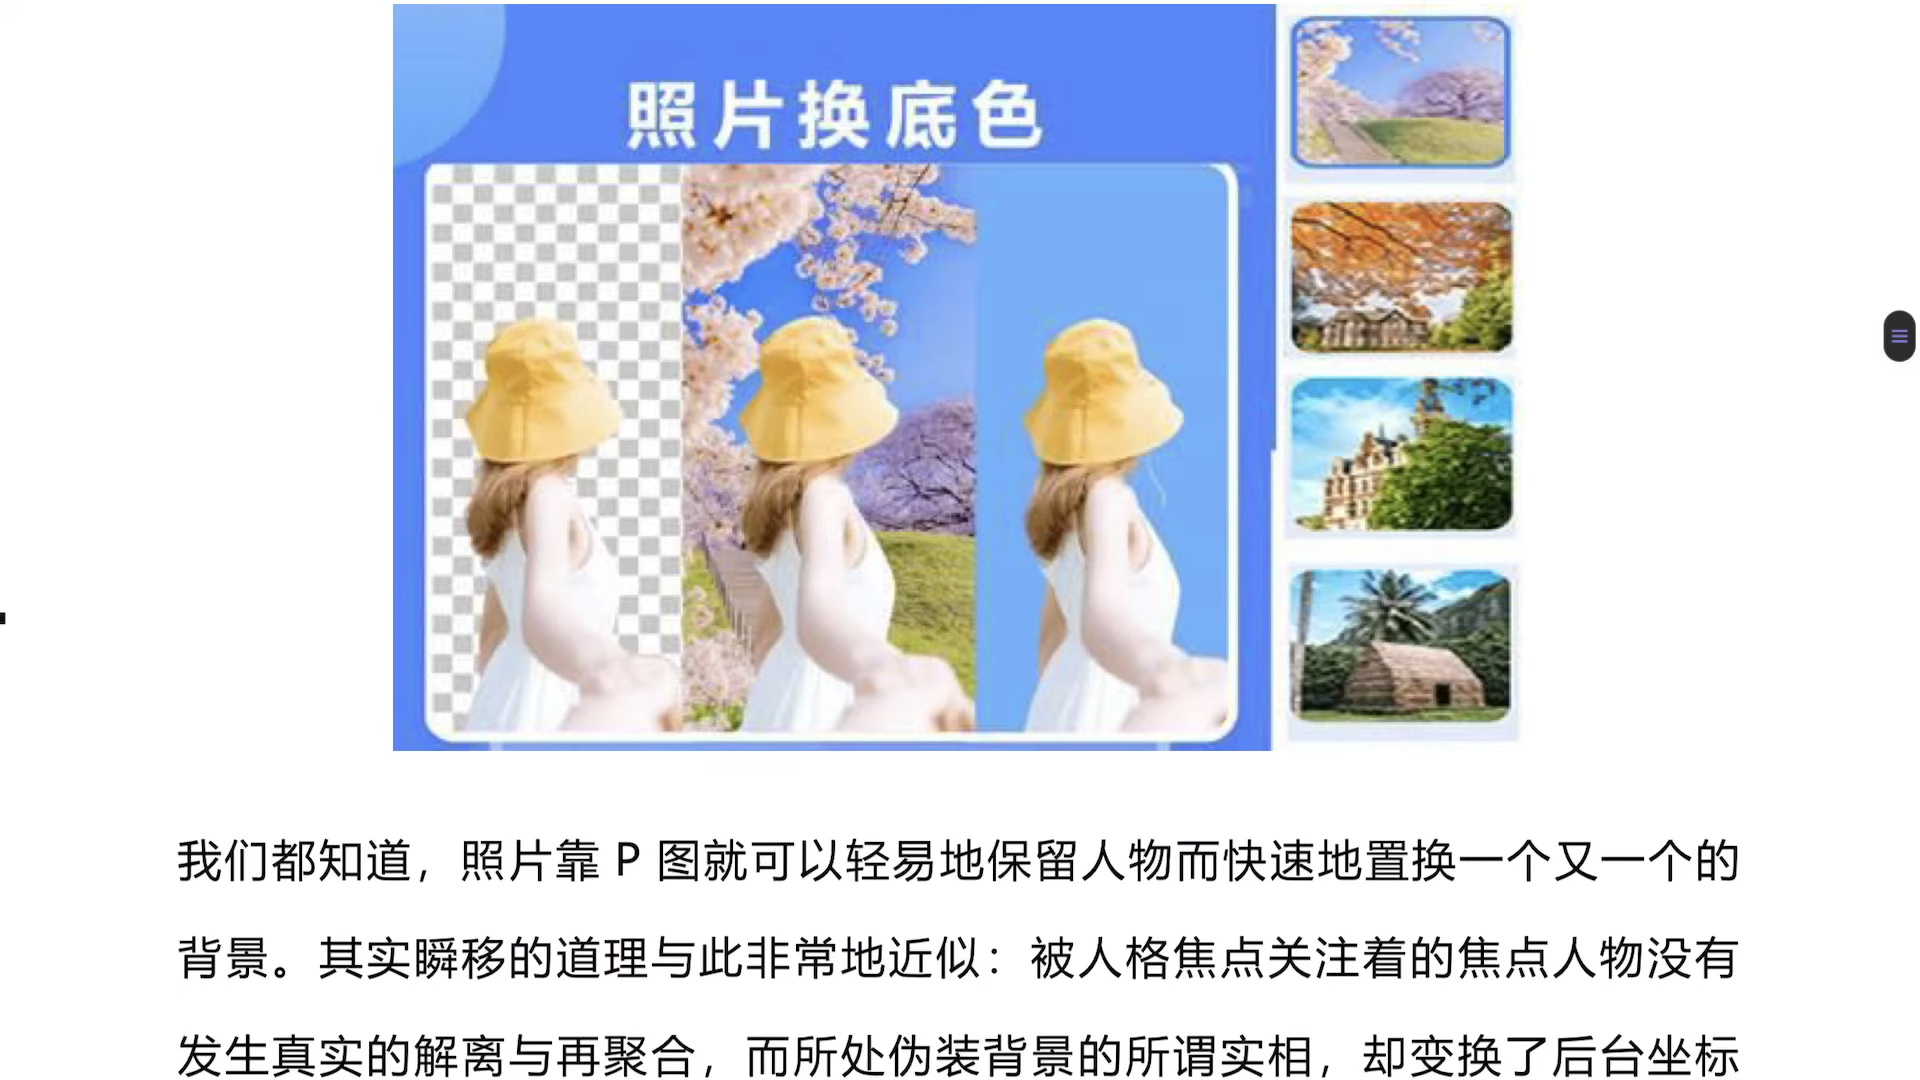 照片换底色
我们都知道，照片靠 P 图就可以轻易地保留人物而快速地置换一个又一个的
背景。其实瞬移的道理与此非常地近似：被人格焦点关注着的焦点人物没有
发生真实的解离与再聚合，而所处伪装背景的所谓实相，却变换了后台坐标